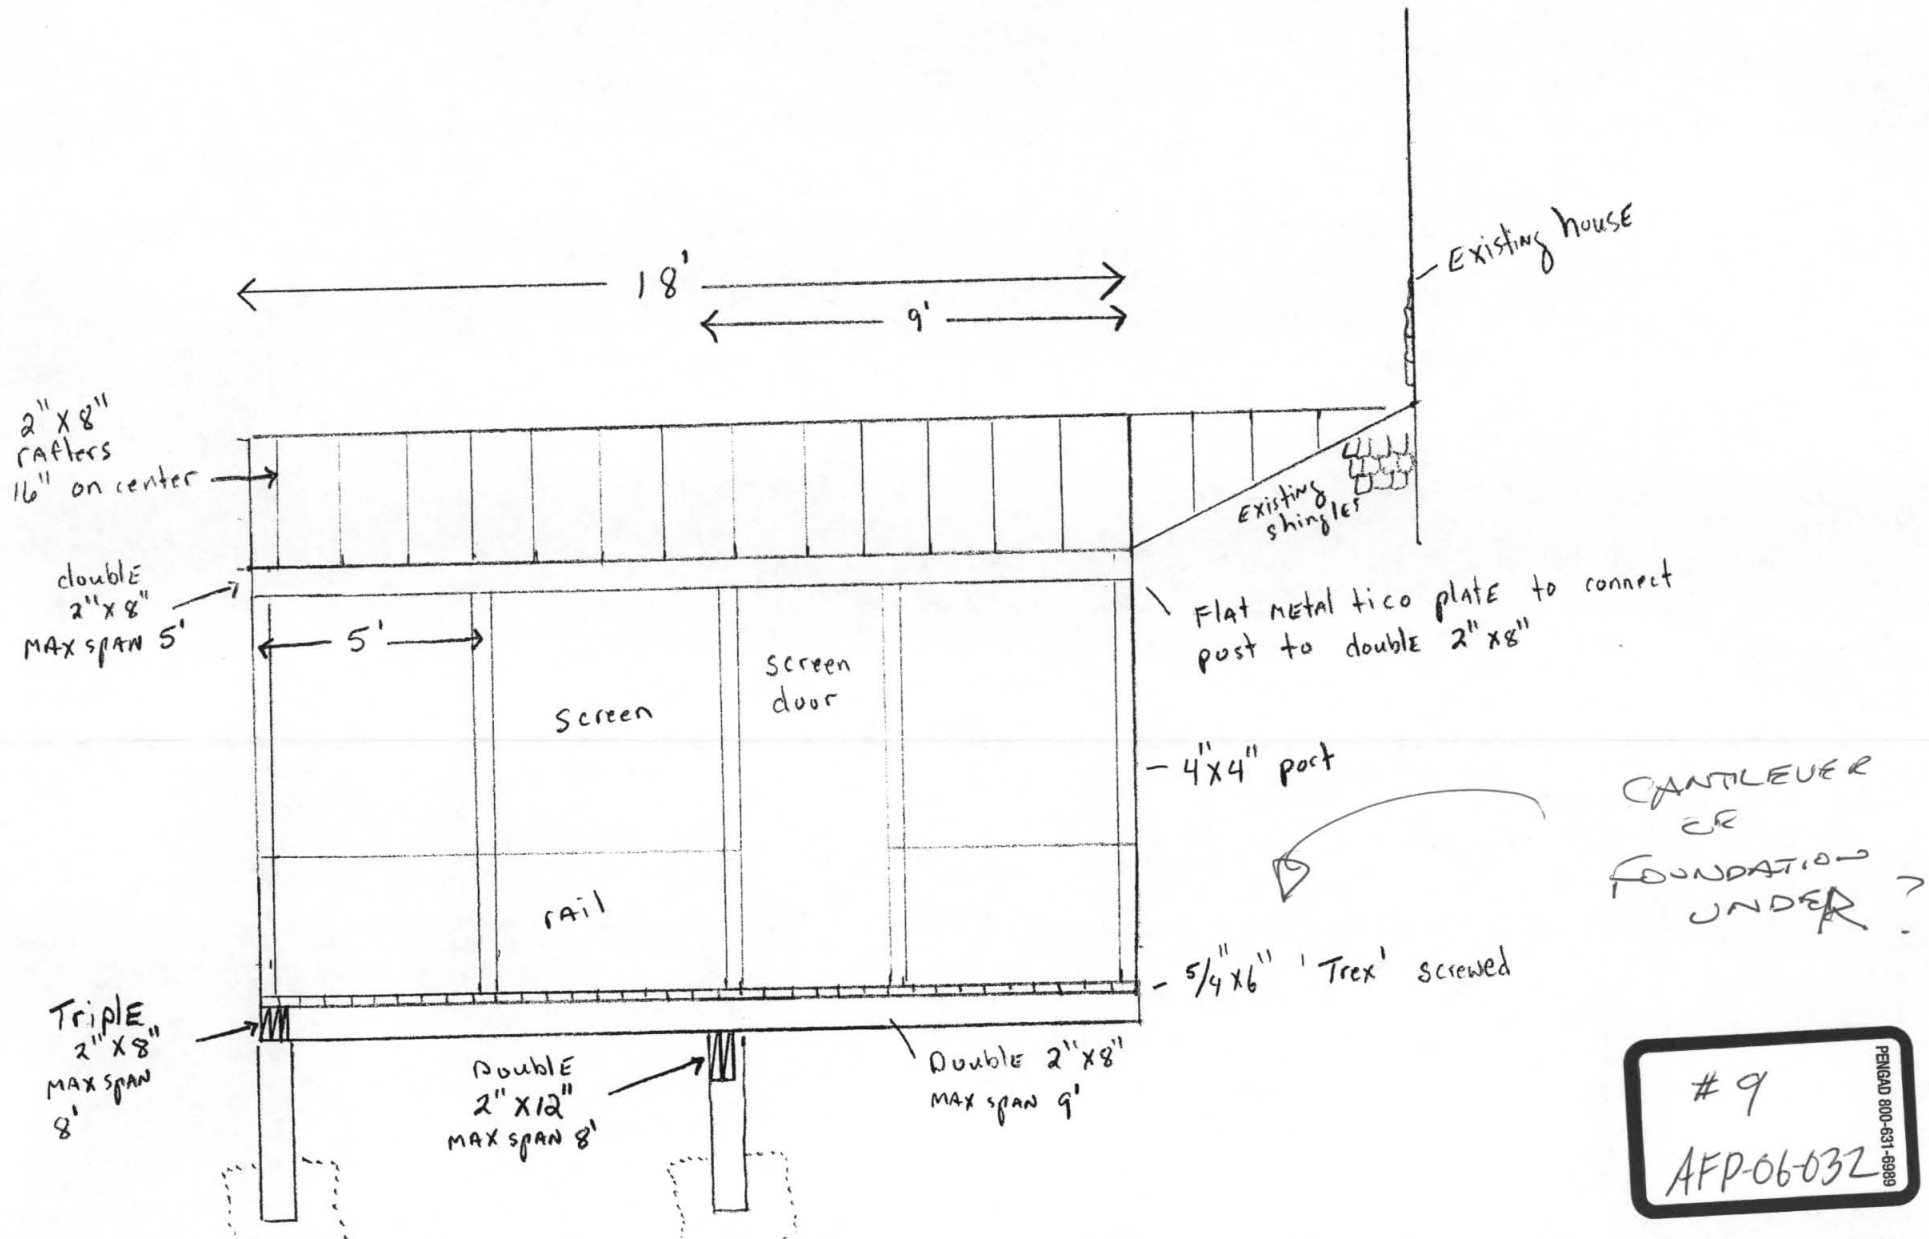 18'
9'
Existing house
2" x 8"
rafters
16" on center
Existing
shingles
double
2" x 8"
MAX SPAN 5'
5'
Flat metal tico plate to connect
post to double 2" x 8"
screen
door
screen
4" x 4" post
CANTILEVER
OR
FOUNDATION
UNDER ?
rail
5/4" x 6" 'Trex' screwed
Triple
2" x 8"
MAX SPAN
8'
Double
2" x 12"
MAX SPAN 8'
Double 2" x 8"
MAX SPAN 9'
# 9
AFP-06-032
PENGAD 800-631-6989